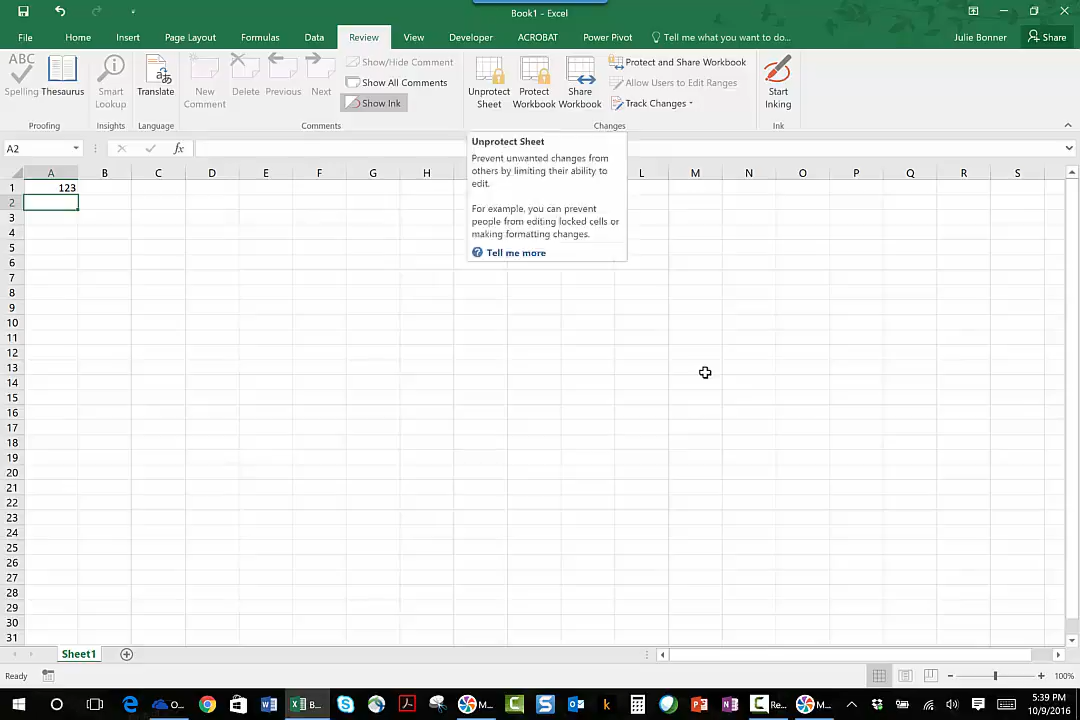 Book1 - Excel
File Home Insert Page Layout Formulas Data Review View Developer ACROBAT Power Pivot Tell me what you want to do... Julie Bonner Share
ABC
Spelling Thesaurus Smart Lookup Translate New Comment Delete Previous Next
Show/Hide Comment
Show All Comments
Show Ink
Unprotect Sheet Protect Workbook Share Workbook
Protect and Share Workbook
Allow Users to Edit Ranges
Track Changes
Start Inking
Proofing Insights Language Comments Changes Ink
A2 fx
Unprotect Sheet
Prevent unwanted changes from
others by limiting their ability to
edit.
For example, you can prevent
people from editing locked cells or
making formatting changes.
? Tell me more
A B C D E F G H L M N O P Q R S
1 123
2
3
4
5
6
7
8
9
10
11
12
13
14
15
16
17
18
19
20
21
22
23
24
25
26
27
28
29
30
31
Sheet1
Ready 100%
O... B... M... Re... M... 5:39 PM
10/9/2016